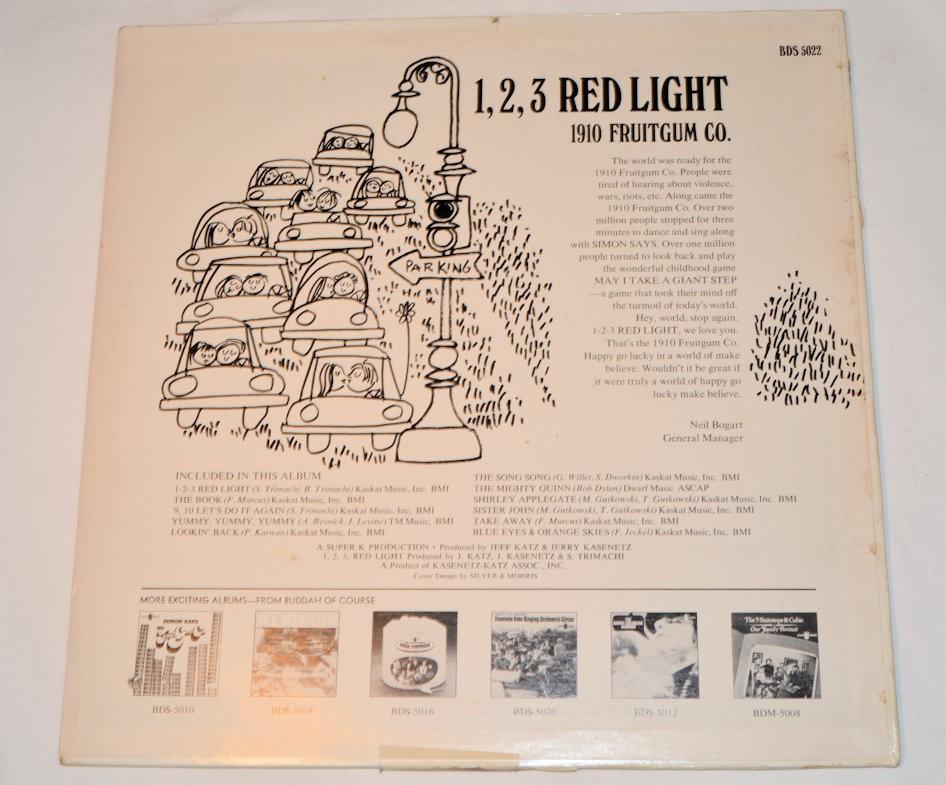 BDS 5022
1, 2, 3 RED LIGHT
1910 FRUITGUM CO.
The world was ready for the
1910 Fruitgum Co. People were
tired of hearing about violence,
wars, riots, etc. Along came the
1910 Fruitgum Co. Over two
million people stopped for three
minutes to dance and sing along
with SIMON SAYS. Over one million
people turned to look back and play
the wonderful childhood game
MAY I TAKE A GIANT STEP
—a game that took their mind off
the turmoil of today's world.
Hey, world, stop again.
1-2-3 RED LIGHT, we love you.
That's the 1910 Fruitgum Co.
Happy go lucky in a world of make
believe. Wouldn't it be great if
it were truly a world of happy go
lucky make believe.
Neil Bogart
General Manager
PARKING
INCLUDED IN THIS ALBUM
1-2-3 RED LIGHT (S. Trimachi, B. Trimachi) Kaskat Music, Inc. BMI
THE BOOK (F. Marcus) Kaskat Music, Inc. BMI
9, 10 LET'S DO IT AGAIN (S. Trimachi) Kaskat Music, Inc. BMI
YUMMY, YUMMY, YUMMY (A. Resnick, J. Levine) TM Music, BMI
LOOKIN' BACK (P. Karwan) Kaskat Music, Inc. BMI
THE SONG SONG (G. Willet, S. Dworkin) Kaskat Music, Inc. BMI
THE MIGHTY QUINN (Bob Dylan) Dwarf Music ASCAP
SHIRLEY APPLEGATE (M. Gutkowski, T. Gutkowski) Kaskat Music, Inc. BMI
SISTER JOHN (M. Gutkowski, T. Gutkowski) Kaskat Music, Inc. BMI
TAKE AWAY (F. Marcus) Kaskat Music, Inc. BMI
BLUE EYES & ORANGE SKIES (F. Jeckel) Kaskat Music, Inc. BMI
A SUPER K PRODUCTION • Produced by JEFF KATZ & JERRY KASENETZ
1, 2, 3, RED LIGHT Produced by J. KATZ, J. KASENETZ & S. TRIMACHI
A Product of KASENETZ-KATZ ASSOC., INC.
Cover Design by SILVER & MORRIS
MORE EXCITING ALBUMS—FROM BUDDAH OF COURSE
SIMON SAYS
Kasenetz-Katz Singing Orchestral Circus
The 5 Stairsteps & Cubie
Our Family Portrait
BDS-5010
BDS-5018
BDS-5016
BDS-5020
BDS-5012
BDM-5008